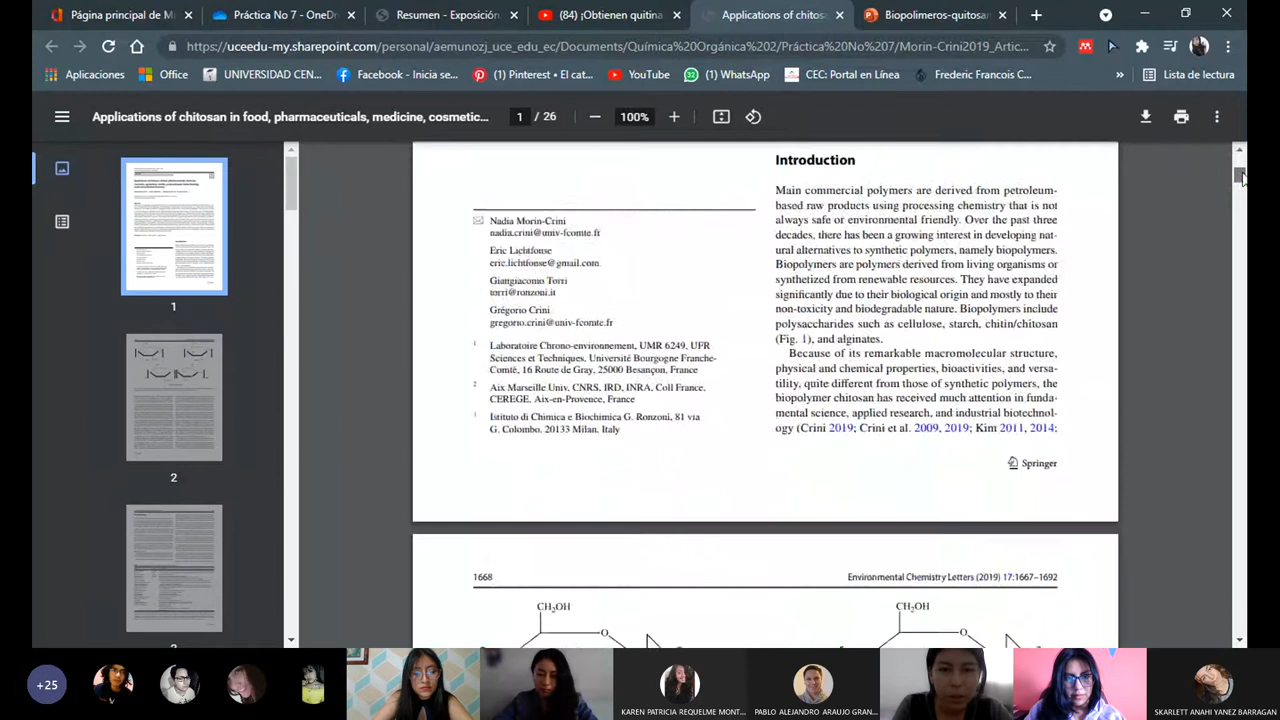 Página principal de M
Práctica No 7 - OneDr
Resumen - Exposición
(84) ¡Obtienen quitina
Applications of chitosa
Biopolimeros-quitosan
https://uceedu-my.sharepoint.com/personal/aemunozj_uce_edu_ec/Documents/Química%20Orgánica%202/Práctica%20No%207/Morin-Crini2019_Artic...
Aplicaciones
Office
UNIVERSIDAD CEN...
Facebook - Inicia se...
(1) Pinterest • El cat...
YouTube
32
(1) WhatsApp
CEC: Portal en Línea
Frederic Francois C...
»
Lista de lectura
Applications of chitosan in food, pharmaceuticals, medicine, cosmetic...
1 / 26
100%
1
2
Nadia Morin-Crini
nadia.crini@univ-fcomte.fr
Eric Lichtfouse
eric.lichtfouse@gmail.com
Giangiacomo Torri
torri@ronzoni.it
Grégorio Crini
gregorio.crini@univ-fcomte.fr
1 Laboratoire Chrono-environnement, UMR 6249, UFR
Sciences et Techniques, Université Bourgogne Franche-
Comté, 16 Route de Gray, 25000 Besançon, France
2 Aix Marseille Univ, CNRS, IRD, INRA, Coll France,
CEREGE, Aix-en-Provence, France
Istituto di Chimica e Biochimica G. Ronzoni, 81 via
G. Colombo, 20133 Milan, Italy
Introduction
Main commercial polymers are derived from petroleum-
based raw products using processing chemistry that is not
always safe or environmental friendly. Over the past three
decades, there has been a growing interest in developing nat-
ural alternatives to synthetic polymers, namely biopolymers.
Biopolymers are polymers derived from living organisms or
synthetized from renewable resources. They have expanded
significantly due to their biological origin and mostly to their
non-toxicity and biodegradable nature. Biopolymers include
polysaccharides such as cellulose, starch, chitin/chitosan
(Fig. 1), and alginates.
Because of its remarkable macromolecular structure,
physical and chemical properties, bioactivities, and versa-
tility, quite different from those of synthetic polymers, the
biopolymer chitosan has received much attention in funda-
mental science, applied research, and industrial biotechnol-
ogy (Crini 2019; Crini et al. 2009, 2019; Kim 2011, 2014;
Springer
1668
Environmental Chemistry Letters (2019) 17:1667–1692
CH2OH
O
CH2OH
O
+25
KAREN PATRICIA REQUELME MONT...
PABLO ALEJANDRO ARAUJO GRAN...
SKARLETT ANAHI YANEZ BARRAGAN